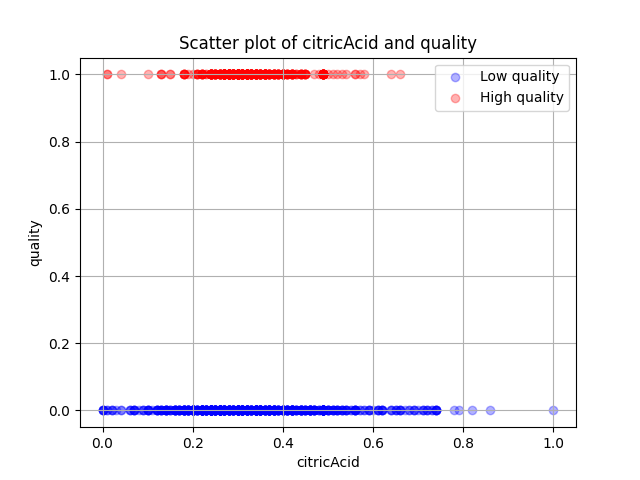 Scatter plot of citricAcid and quality
1.0
0.8
0.6
0.4
0.2
0.0
quality
Low quality
High quality
0.0 0.2 0.4 0.6 0.8 1.0
citricAcid